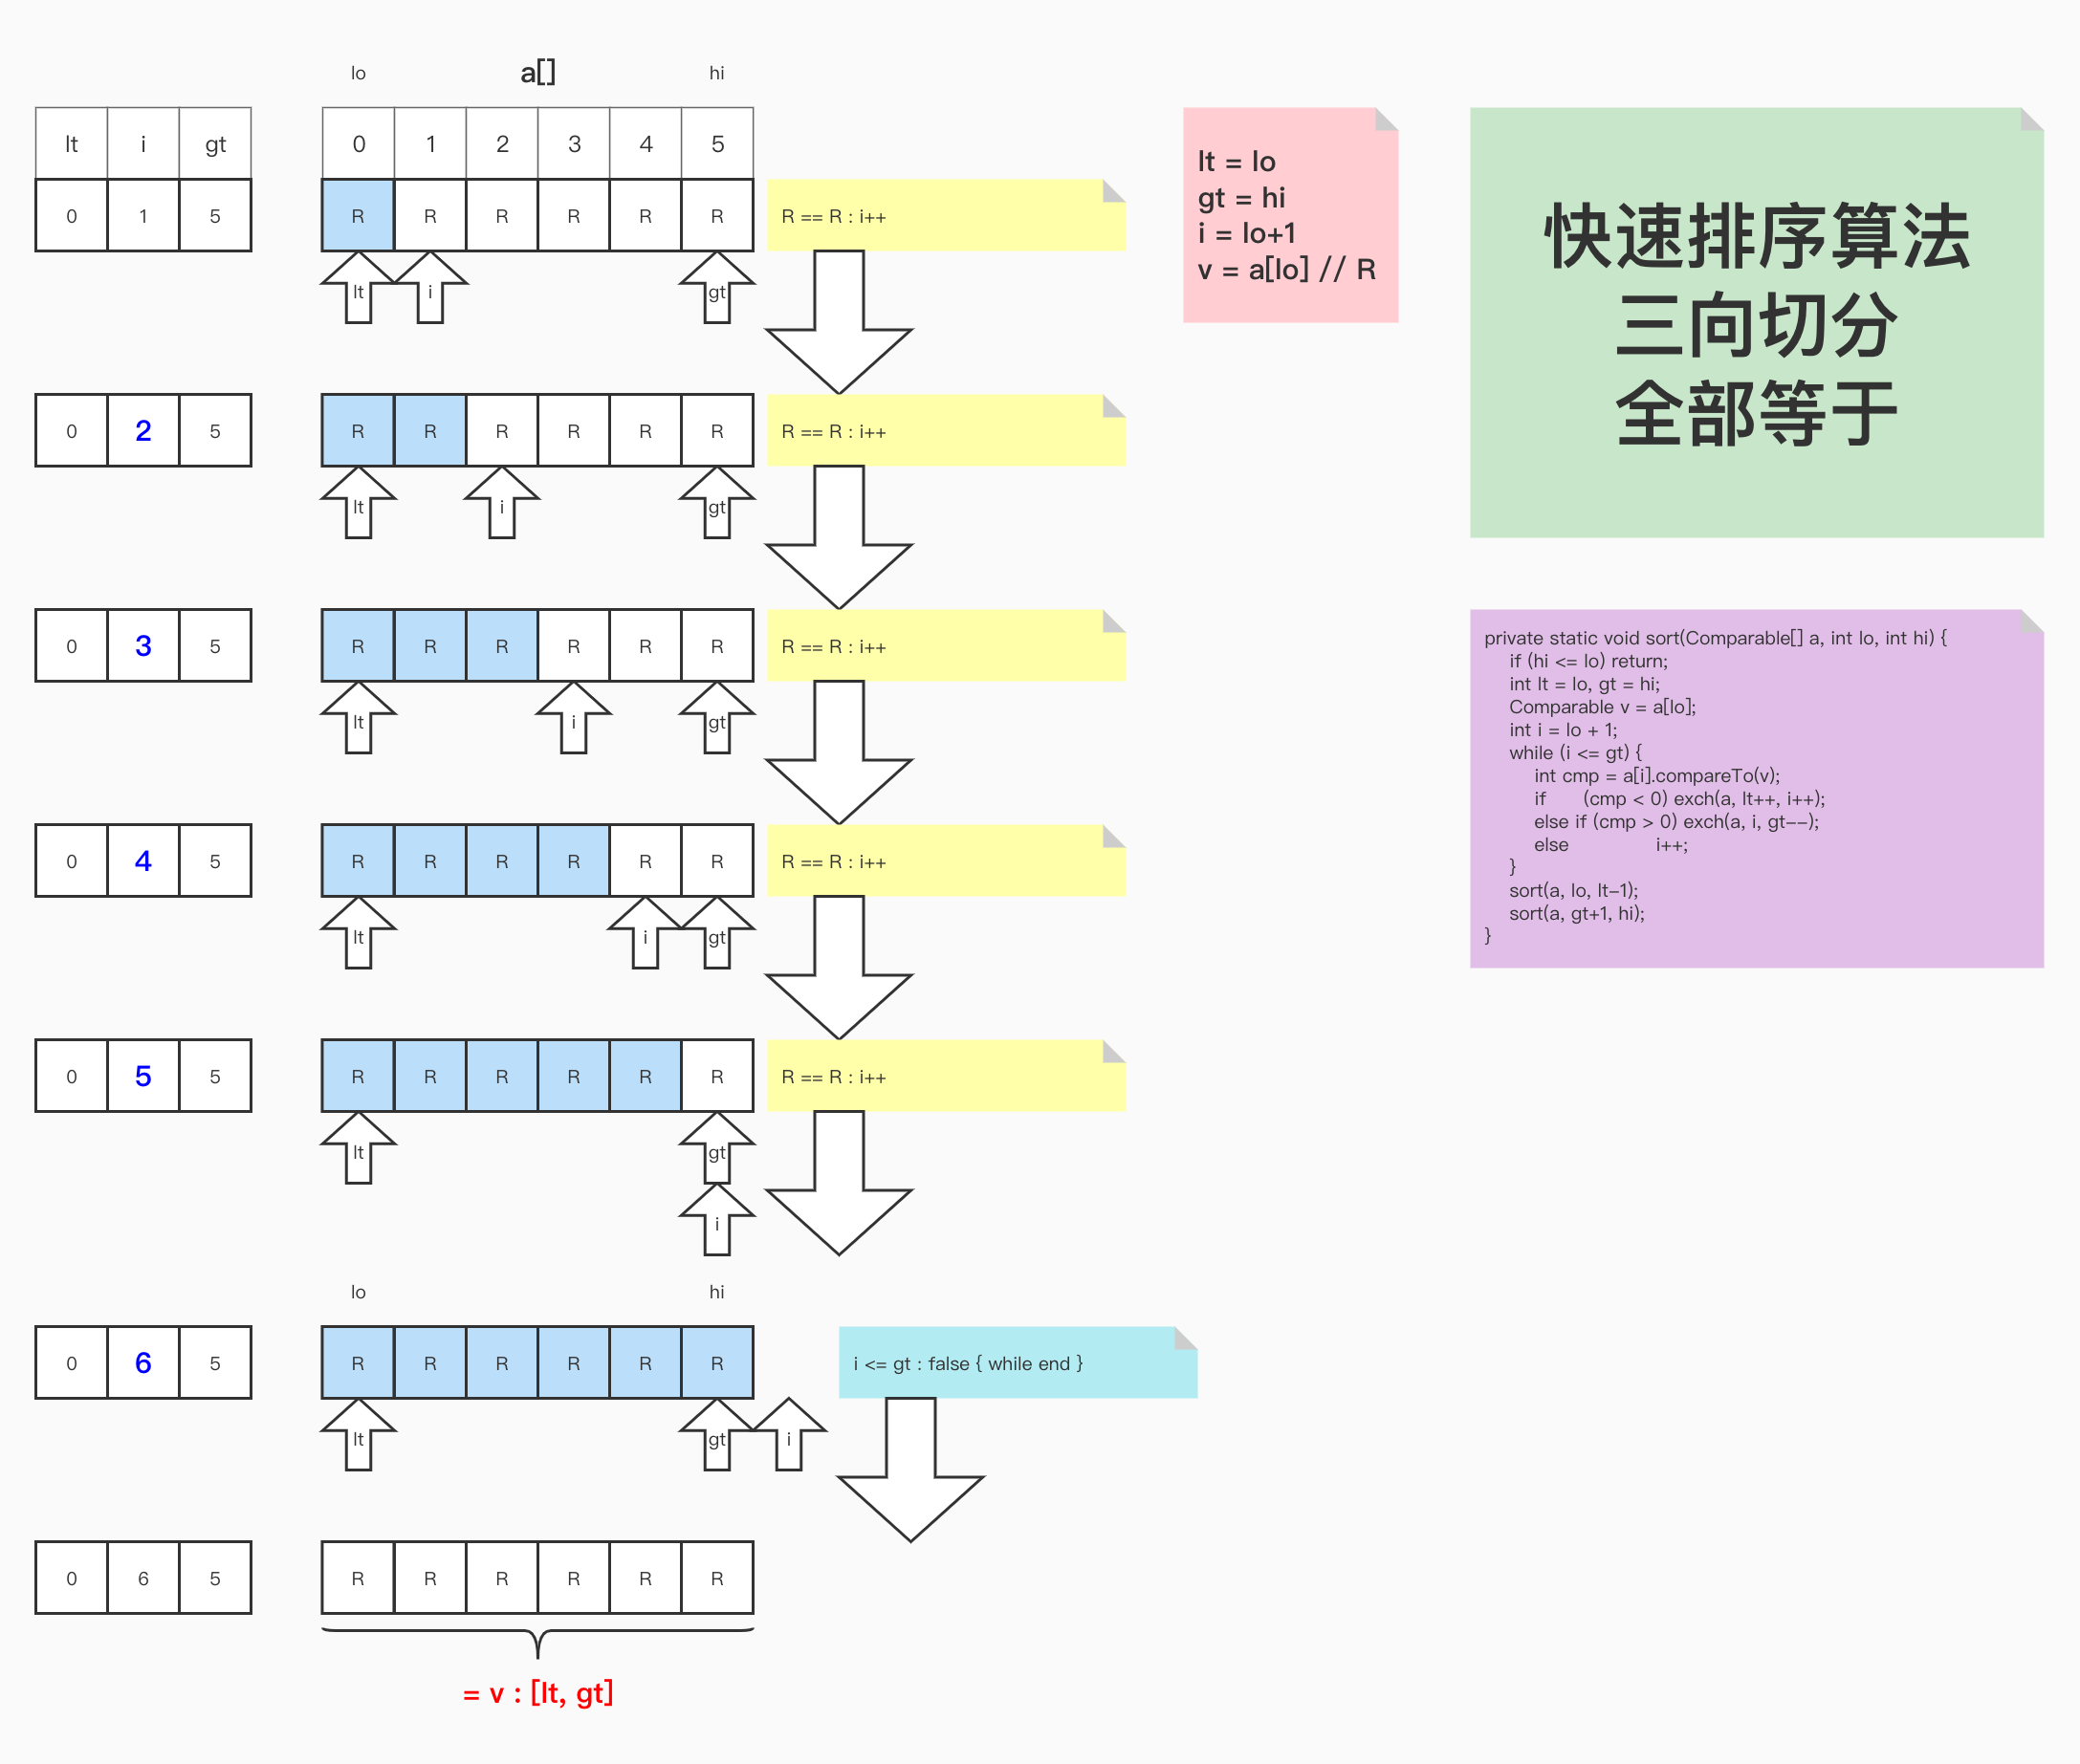 lo a[] hi
lt i gt 0 1 2 3 4 5
0 1 5 R R R R R R R == R : i++
lt i gt
lt = lo
gt = hi
i = lo+1
v = a[lo] // R
快速排序算法
三向切分
全部等于
0 2 5 R R R R R R R == R : i++
lt i gt
0 3 5 R R R R R R R == R : i++
lt i gt
private static void sort(Comparable[] a, int lo, int hi) {
if (hi <= lo) return;
int lt = lo, gt = hi;
Comparable v = a[lo];
int i = lo + 1;
while (i <= gt) {
int cmp = a[i].compareTo(v);
if (cmp < 0) exch(a, lt++, i++);
else if (cmp > 0) exch(a, i, gt--);
else i++;
}
sort(a, lo, lt-1);
sort(a, gt+1, hi);
}
0 4 5 R R R R R R R == R : i++
lt i gt
0 5 5 R R R R R R R == R : i++
lt gt
i
lo hi
0 6 5 R R R R R R i <= gt : false { while end }
lt gt i
0 6 5 R R R R R R
= v : [lt, gt]